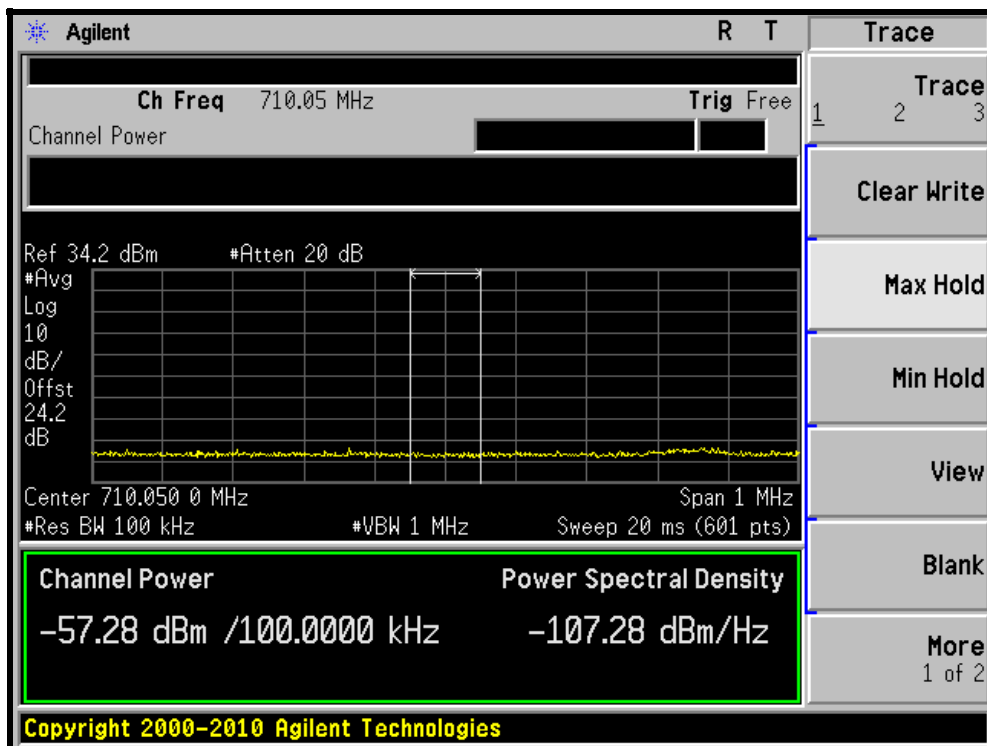 Agilent R T Trace
Ch Freq 710.05 MHz Trig Free
Channel Power
Trace
1 2 3
Clear Write
Max Hold
Min Hold
View
Blank
More
1 of 2
Ref 34.2 dBm #Atten 20 dB
#Avg
Log
10
dB/
Offst
24.2
dB
Center 710.050 0 MHz Span 1 MHz
#Res BW 100 kHz #VBW 1 MHz Sweep 20 ms (601 pts)
Channel Power Power Spectral Density
-57.28 dBm /100.0000 kHz -107.28 dBm/Hz
Copyright 2000-2010 Agilent Technologies